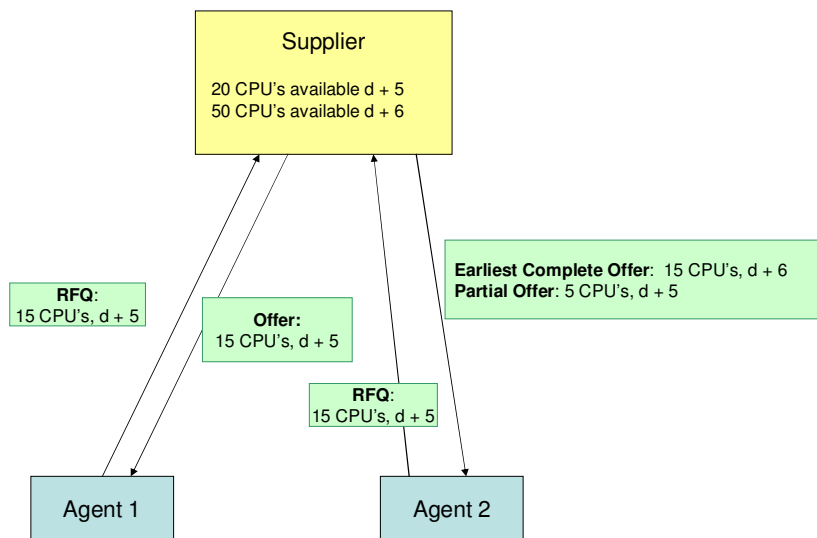 Supplier
20 CPU's available d + 5
50 CPU's available d + 6
Earliest Complete Offer: 15 CPU's, d + 6
Partial Offer: 5 CPU's, d + 5
RFQ:
15 CPU's, d + 5
Offer:
15 CPU's, d + 5
RFQ:
15 CPU's, d + 5
Agent 1
Agent 2